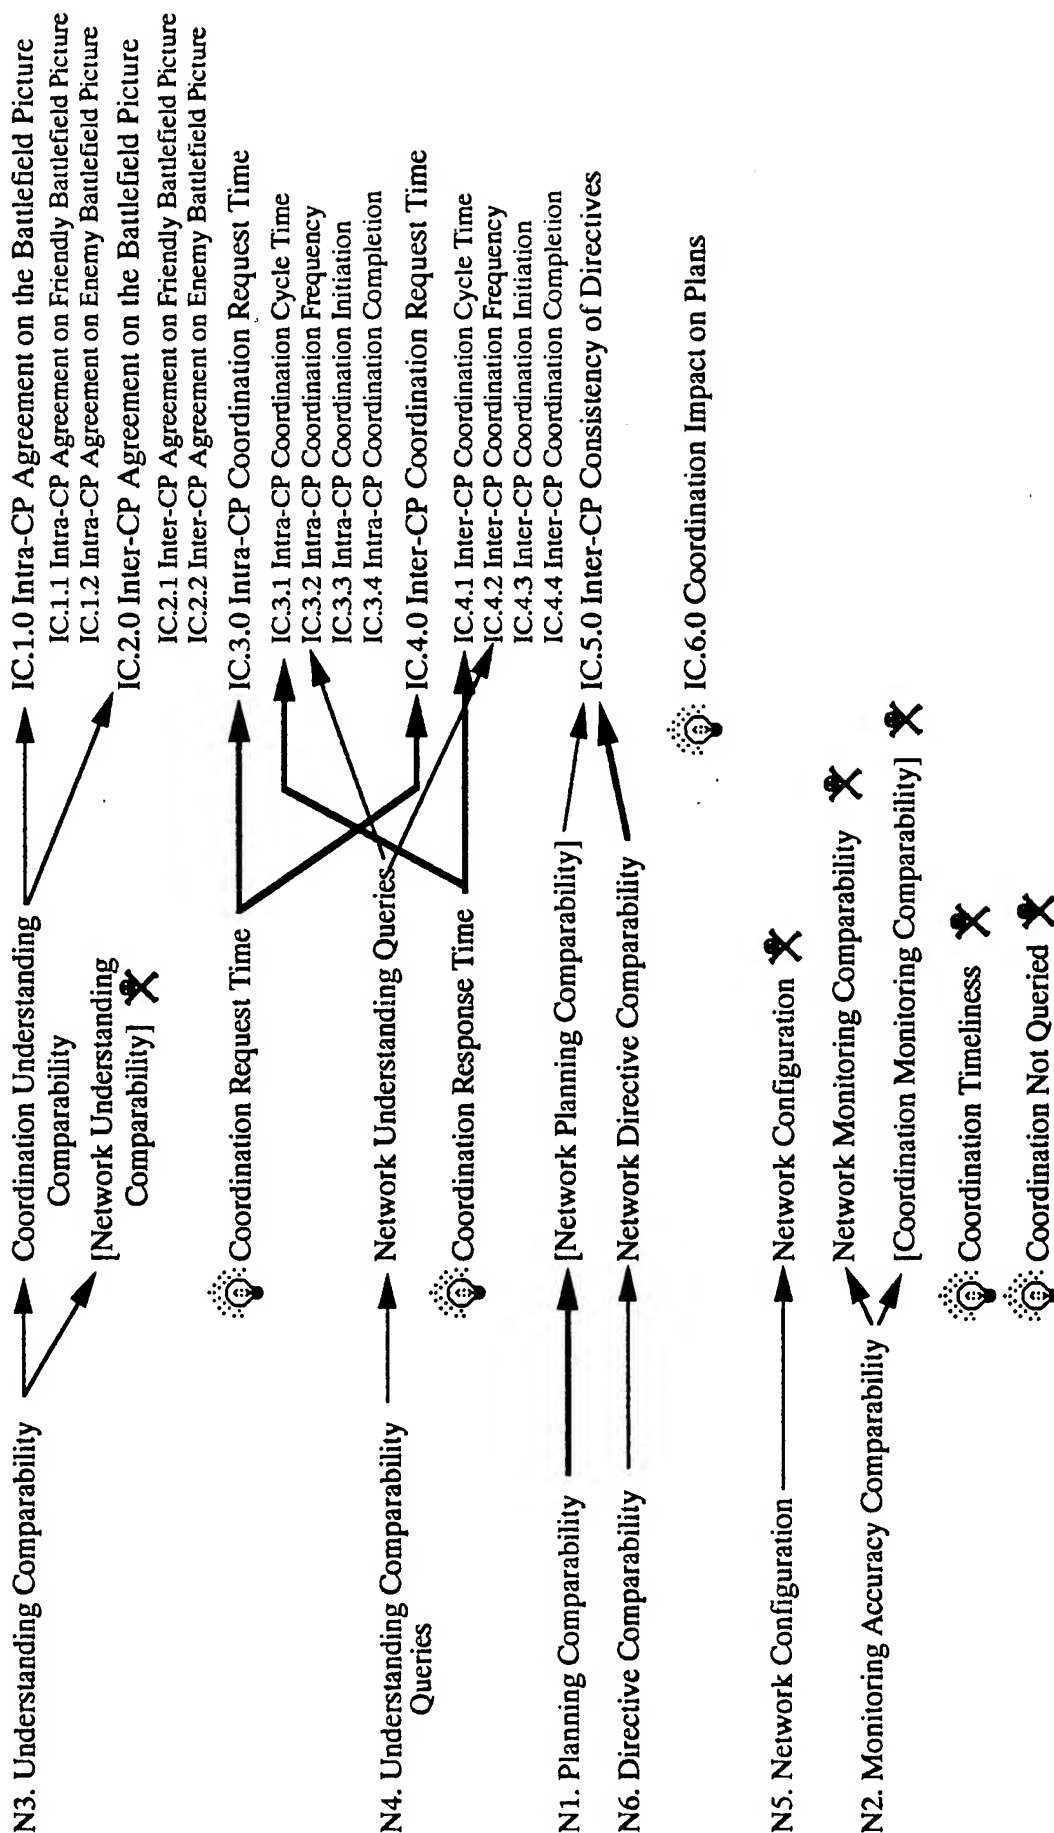 N3. Understanding Comparability
Coordination Understanding
Comparability
[Network Understanding
Comparability]
IC.1.0 Intra-CP Agreement on the Battlefield Picture
IC.1.1 Intra-CP Agreement on Friendly Battlefield Picture
IC.1.2 Intra-CP Agreement on Enemy Battlefield Picture
IC.2.0 Inter-CP Agreement on the Battlefield Picture
IC.2.1 Inter-CP Agreement on Friendly Battlefield Picture
IC.2.2 Inter-CP Agreement on Enemy Battlefield Picture
Coordination Request Time
IC.3.0 Intra-CP Coordination Request Time
IC.3.1 Intra-CP Coordination Cycle Time
IC.3.2 Intra-CP Coordination Frequency
IC.3.3 Intra-CP Coordination Initiation
IC.3.4 Intra-CP Coordination Completion
N4. Understanding Comparability
Queries
Network Understanding Queries
Coordination Response Time
IC.4.0 Inter-CP Coordination Request Time
IC.4.1 Inter-CP Coordination Cycle Time
IC.4.2 Inter-CP Coordination Frequency
IC.4.3 Inter-CP Coordination Initiation
IC.4.4 Inter-CP Coordination Completion
N1. Planning Comparability
[Network Planning Comparability]
IC.5.0 Inter-CP Consistency of Directives
N6. Directive Comparability
Network Directive Comparability
IC.6.0 Coordination Impact on Plans
N5. Network Configuration
Network Configuration
N2. Monitoring Accuracy Comparability
Network Monitoring Comparability
[Coordination Monitoring Comparability]
Coordination Timeliness
Coordination Not Queried